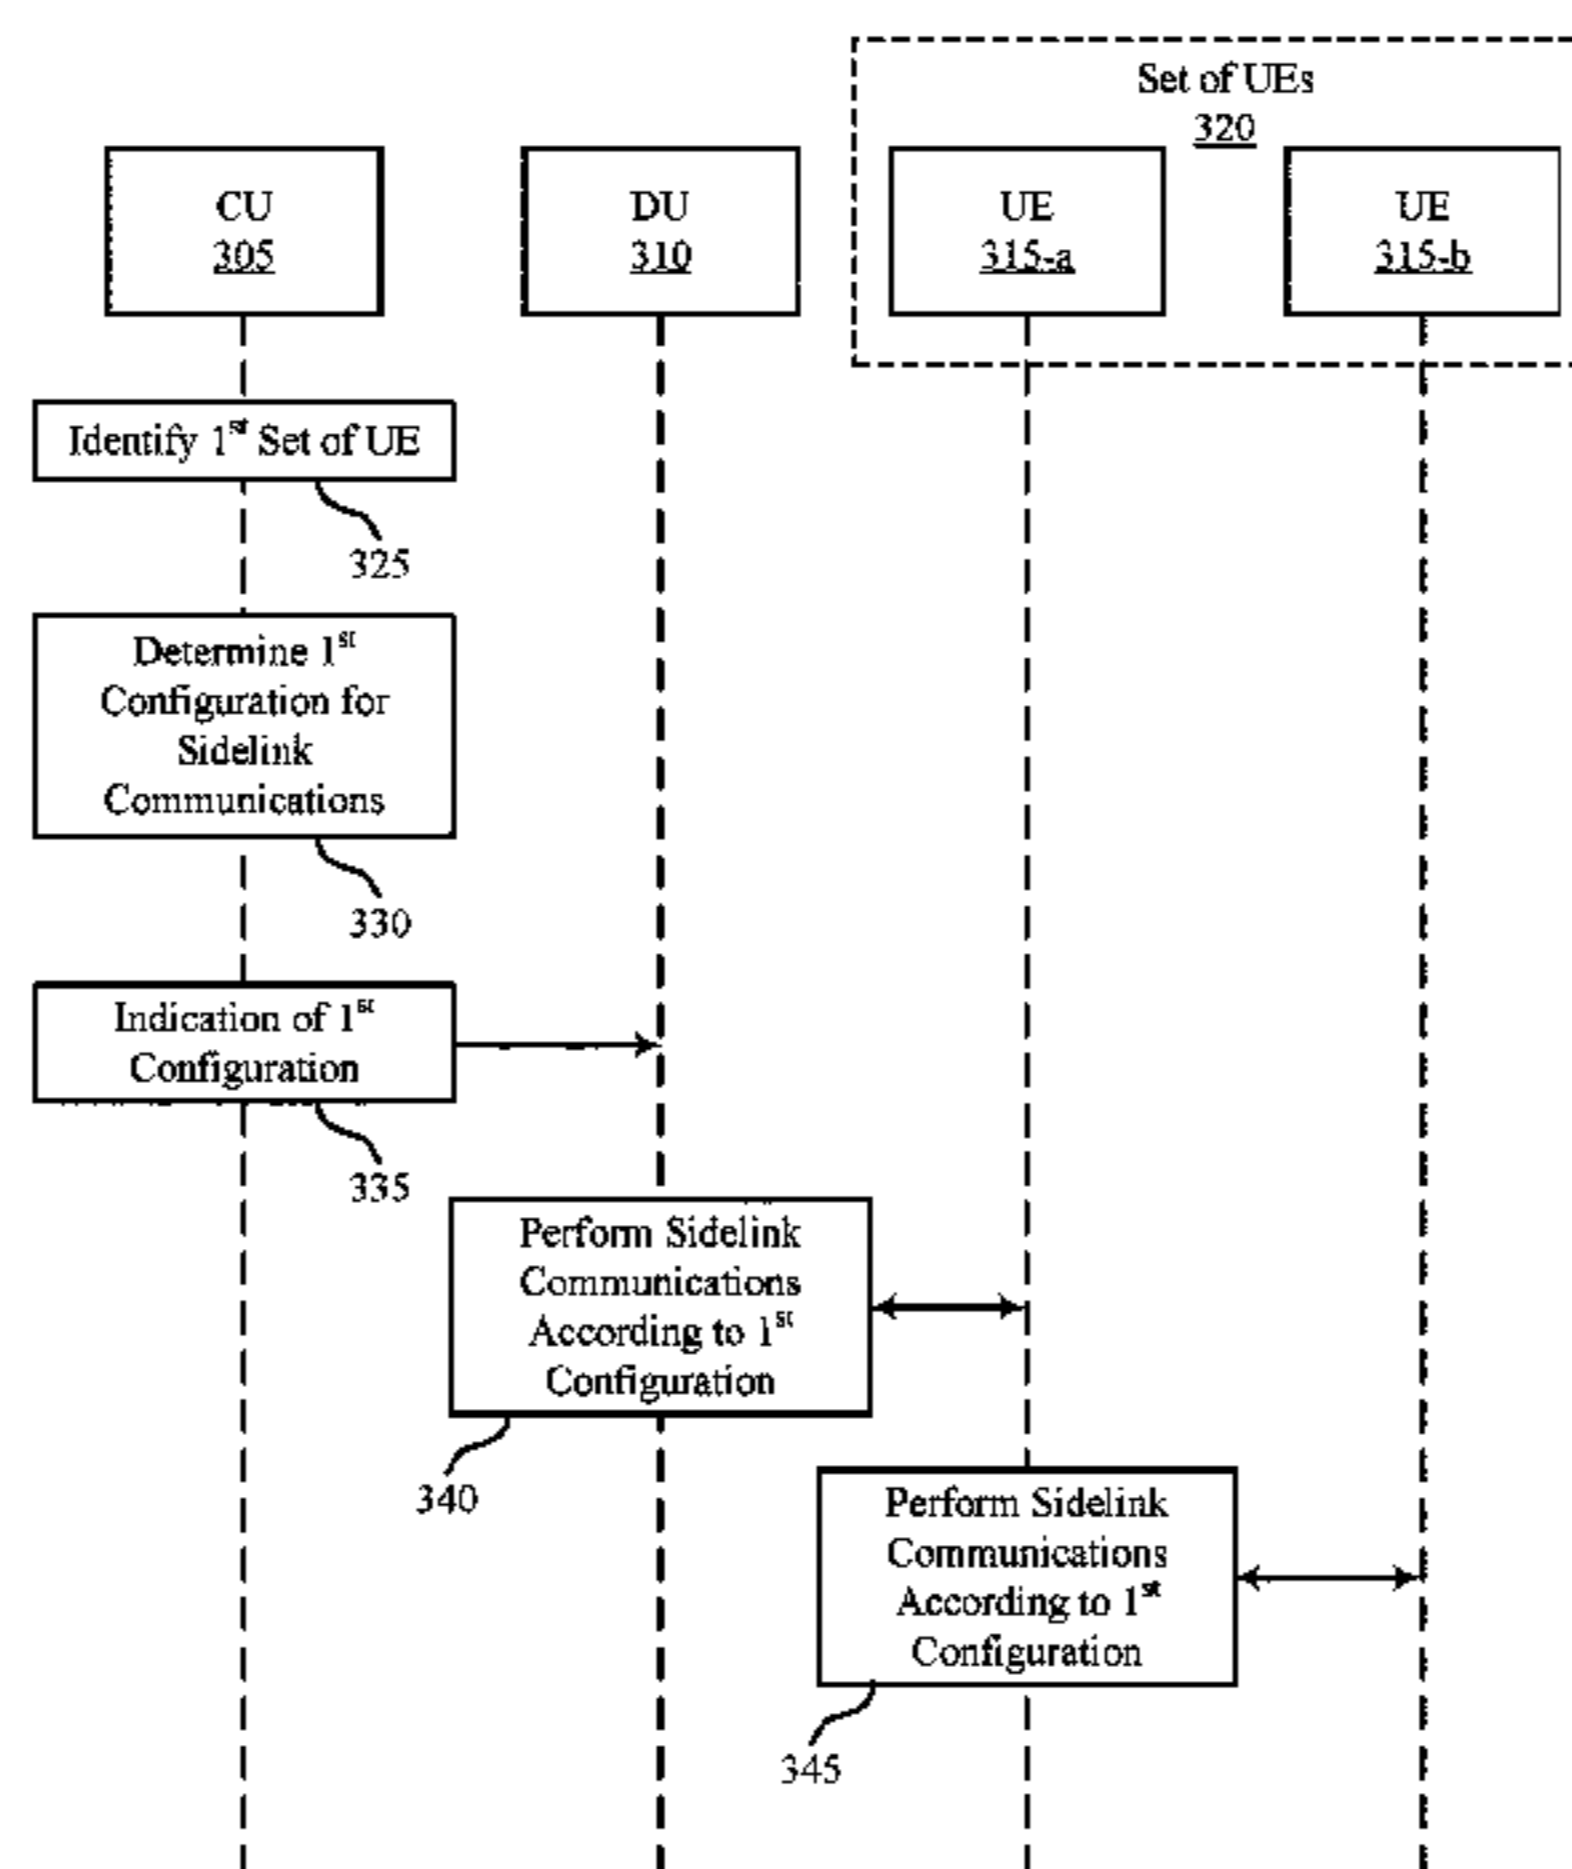 Set of UEs
320
CU
305
DU
310
UE
315-a
UE
315-b
Identify 1st Set of UE
325
Determine 1st
Configuration for
Sidelink
Communications
330
Indication of 1st
Configuration
335
Perform Sidelink
Communications
According to 1st
Configuration
340
Perform Sidelink
Communications
According to 1st
Configuration
345